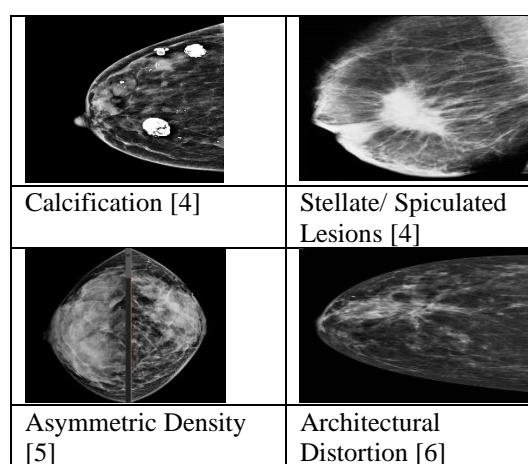 Calcification [4]
Stellate/ Spiculated
Lesions [4]
Asymmetric Density
[5]
Architectural
Distortion [6]